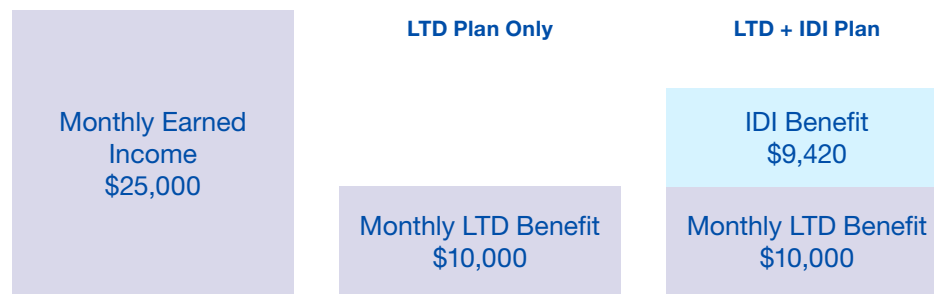 LTD Plan Only
LTD + IDI Plan
Monthly Earned
Income
$25,000
Monthly LTD Benefit
$10,000
IDI Benefit
$9,420
Monthly LTD Benefit
$10,000